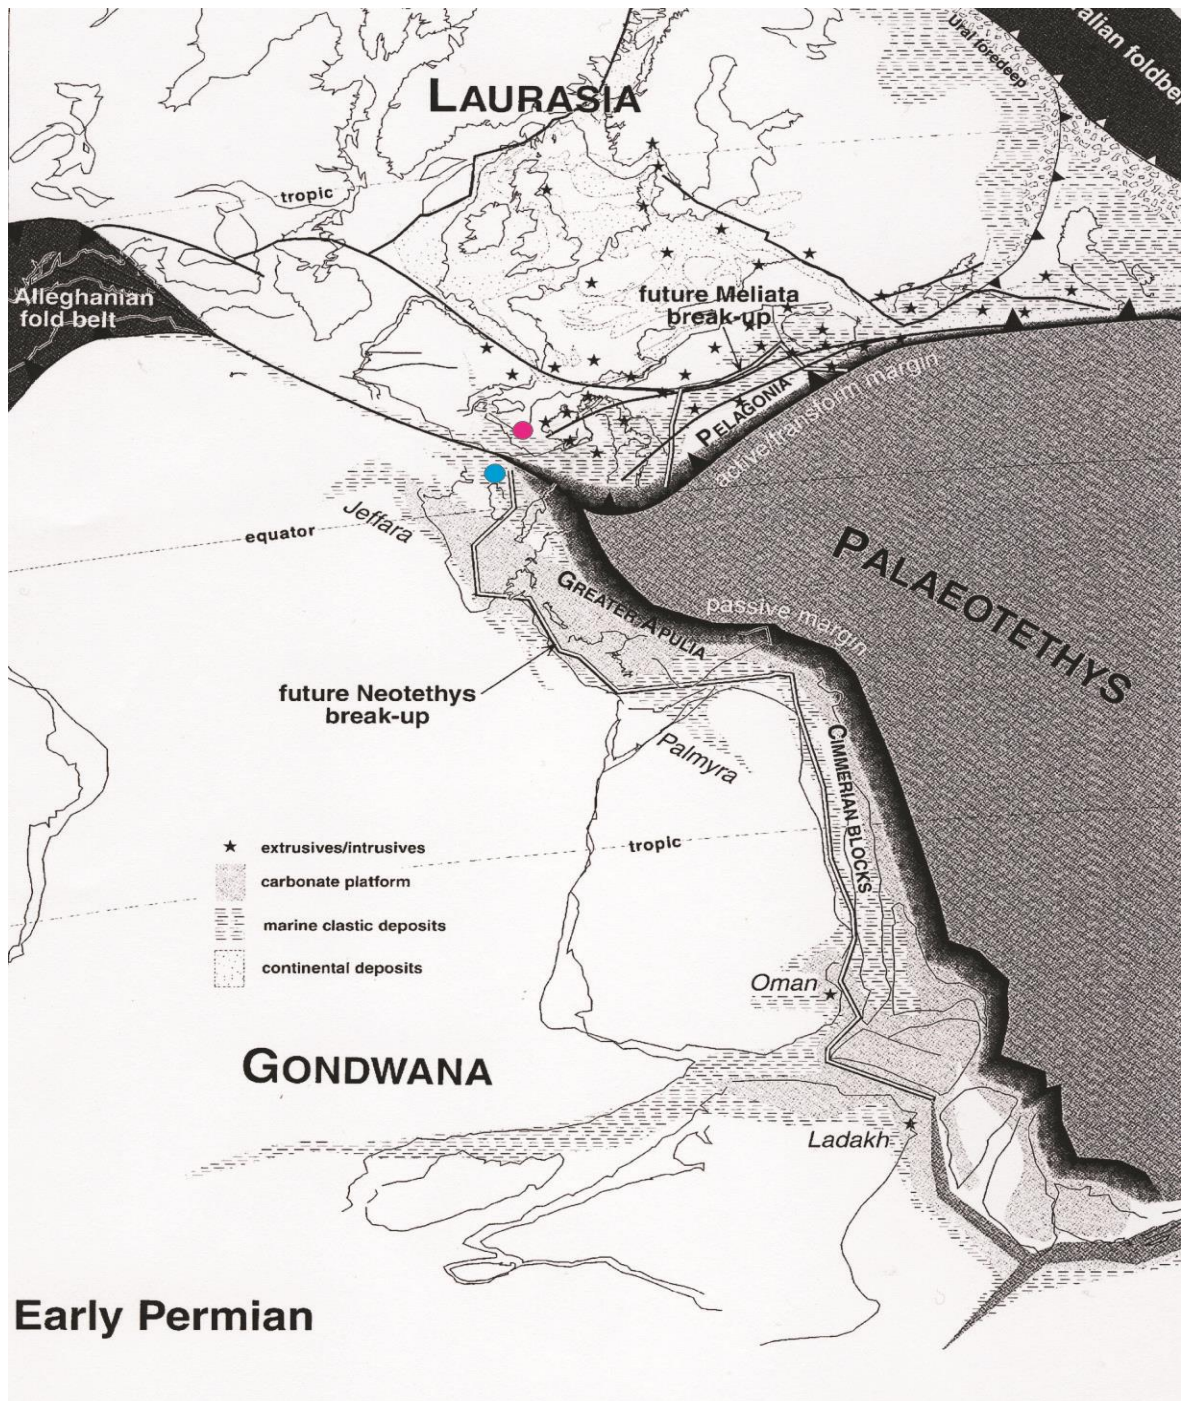 Ural foredeep
ralian foldbe
LAURASIA
tropic
Alleghanian
fold belt
future Meliata
break-up
PELAGONIA
active/transform margin
Jeffara
equator
PALAEOTETHYS
GREATER APULIA
passive margin
future Neotethys
break-up
Palmyra
CIMMERIAN BLOCKS
tropic
extrusives/intrusives
carbonate platform
marine clastic deposits
continental deposits
Oman
GONDWANA
Ladakh
Early Permian